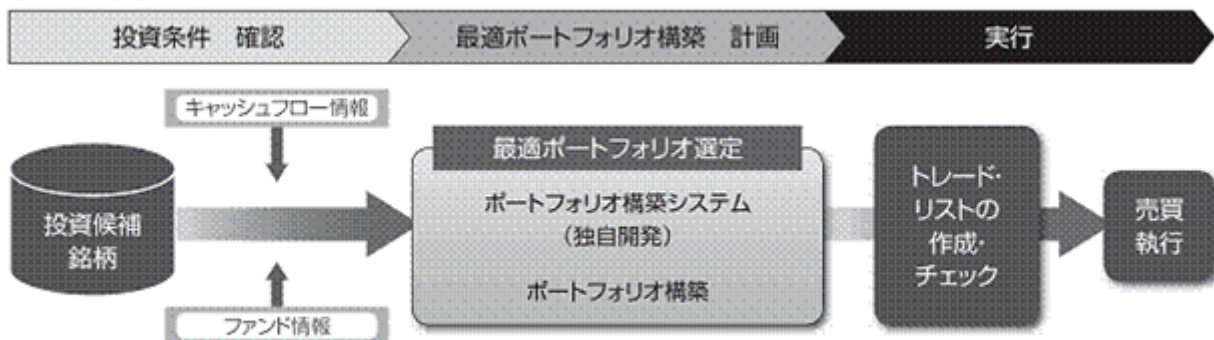 投資条件 確認
最適ポートフォリオ構築 計画
実行
キャッシュフロー情報
投資候補
銘柄
ファンド情報
最適ポートフォリオ選定
ポートフォリオ構築システム
（独自開発）
ポートフォリオ構築
トレード・
リストの
作成・
チェック
売買
執行